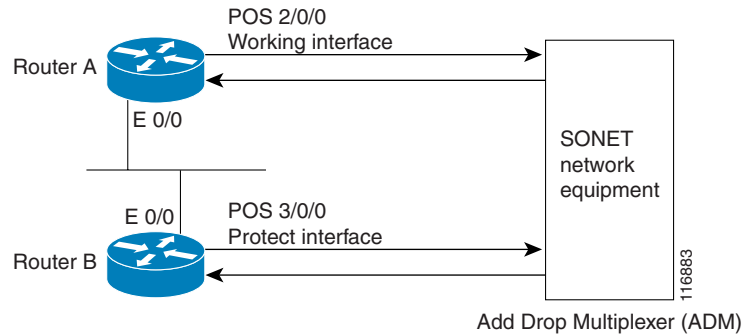 POS 2/0/0
Working interface
Router A
E 0/0
SONET
network
equipment
E 0/0
POS 3/0/0
Protect interface
Router B
116883
Add Drop Multiplexer (ADM)